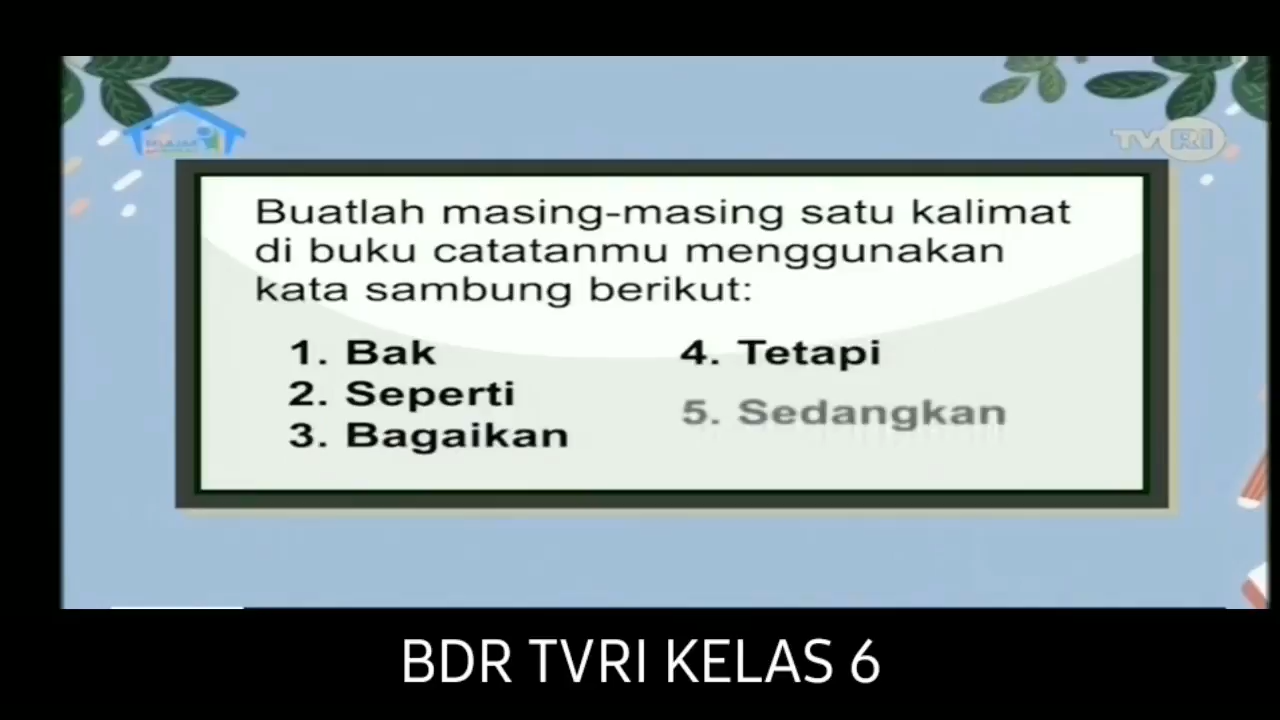 TVRI
Buatlah masing-masing satu kalimat
di buku catatanmu menggunakan
kata sambung berikut:
1. Bak
2. Seperti
3. Bagaikan
4. Tetapi
5. Sedangkan
BDR TVRI KELAS 6